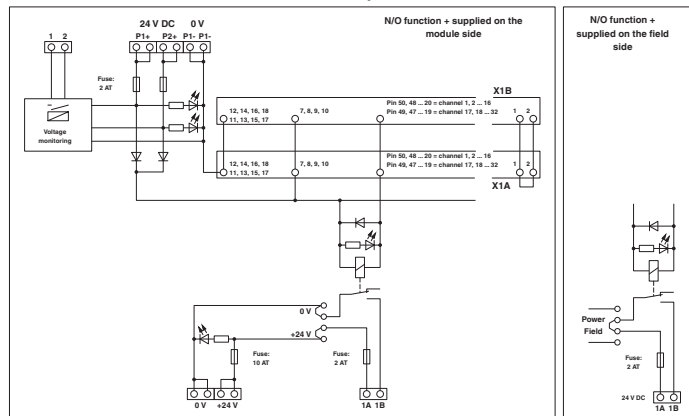 24 V DC 0 V
1 2
P1+ P2+ P1- P1-
N/O function + supplied on the
module side
Fuse:
2 AT
Voltage
monitoring
X1B
12, 14, 16, 18
11, 13, 15, 17
7, 8, 9, 10
Pin 50, 48 ... 20 = channel 1, 2 ... 16
Pin 49, 47 ... 19 = channel 17, 18 ... 32
1 2
12, 14, 16, 18
11, 13, 15, 17
7, 8, 9, 10
Pin 50, 48 ... 20 = channel 1, 2 ... 16
Pin 49, 47 ... 19 = channel 17, 18 ... 32
1 2
X1A
0 V
+24 V
Fuse:
10 AT
Fuse:
2 AT
0 V +24 V
1A 1B
N/O function +
supplied on the field
side
Power
Field
Fuse:
2 AT
24 V DC
1A 1B